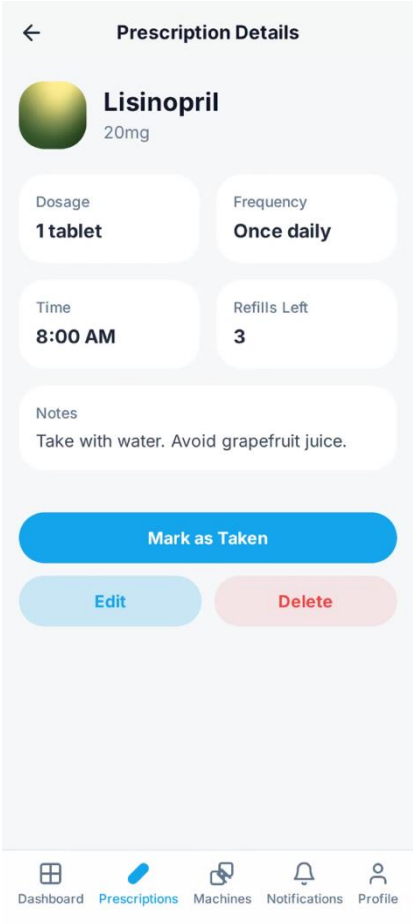 Prescription Details
Lisinopril
20mg
Dosage
1 tablet
Frequency
Once daily
Time
8:00 AM
Refills Left
3
Notes
Take with water. Avoid grapefruit juice.
Mark as Taken
Edit
Delete
Dashboard
Prescriptions
Machines
Notifications
Profile